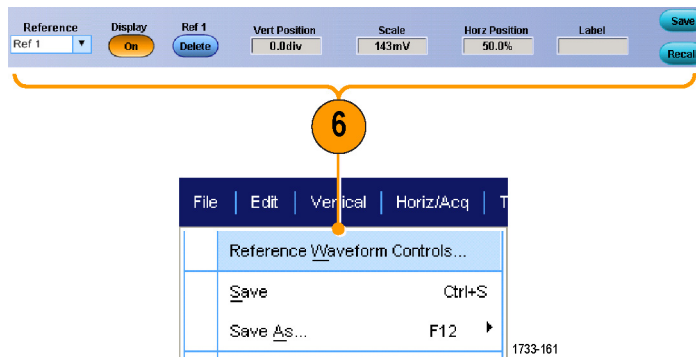 Reference Display Ref 1 Vert Position Scale Horz Position Label Save
Ref 1 On Delete 0.0div 143mV 50.0%
Recall
6
File | Edit | Vertical | Horiz/Acq | T
Reference Waveform Controls...
Save Ctrl+S
Save As... F12
1733-161